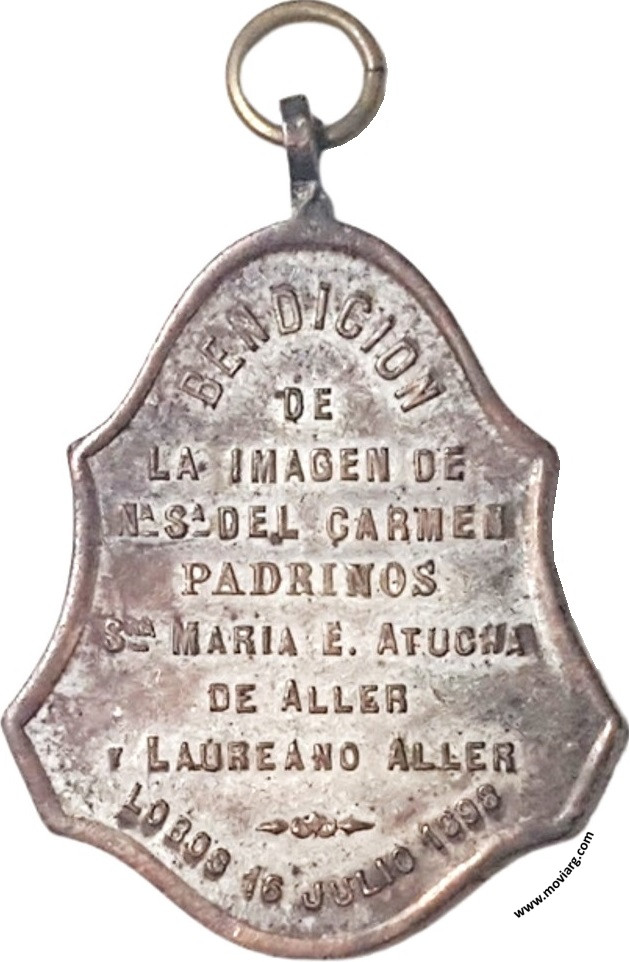 BENDICION
DE
LA IMAGEN DE
Nª Sª DEL CARMEN
PADRINOS
Sra MARIA E. ATUCHA
DE ALLER
Y LAUREANO ALLER
LOBOS 16 JULIO 1898
www.moviarg.com